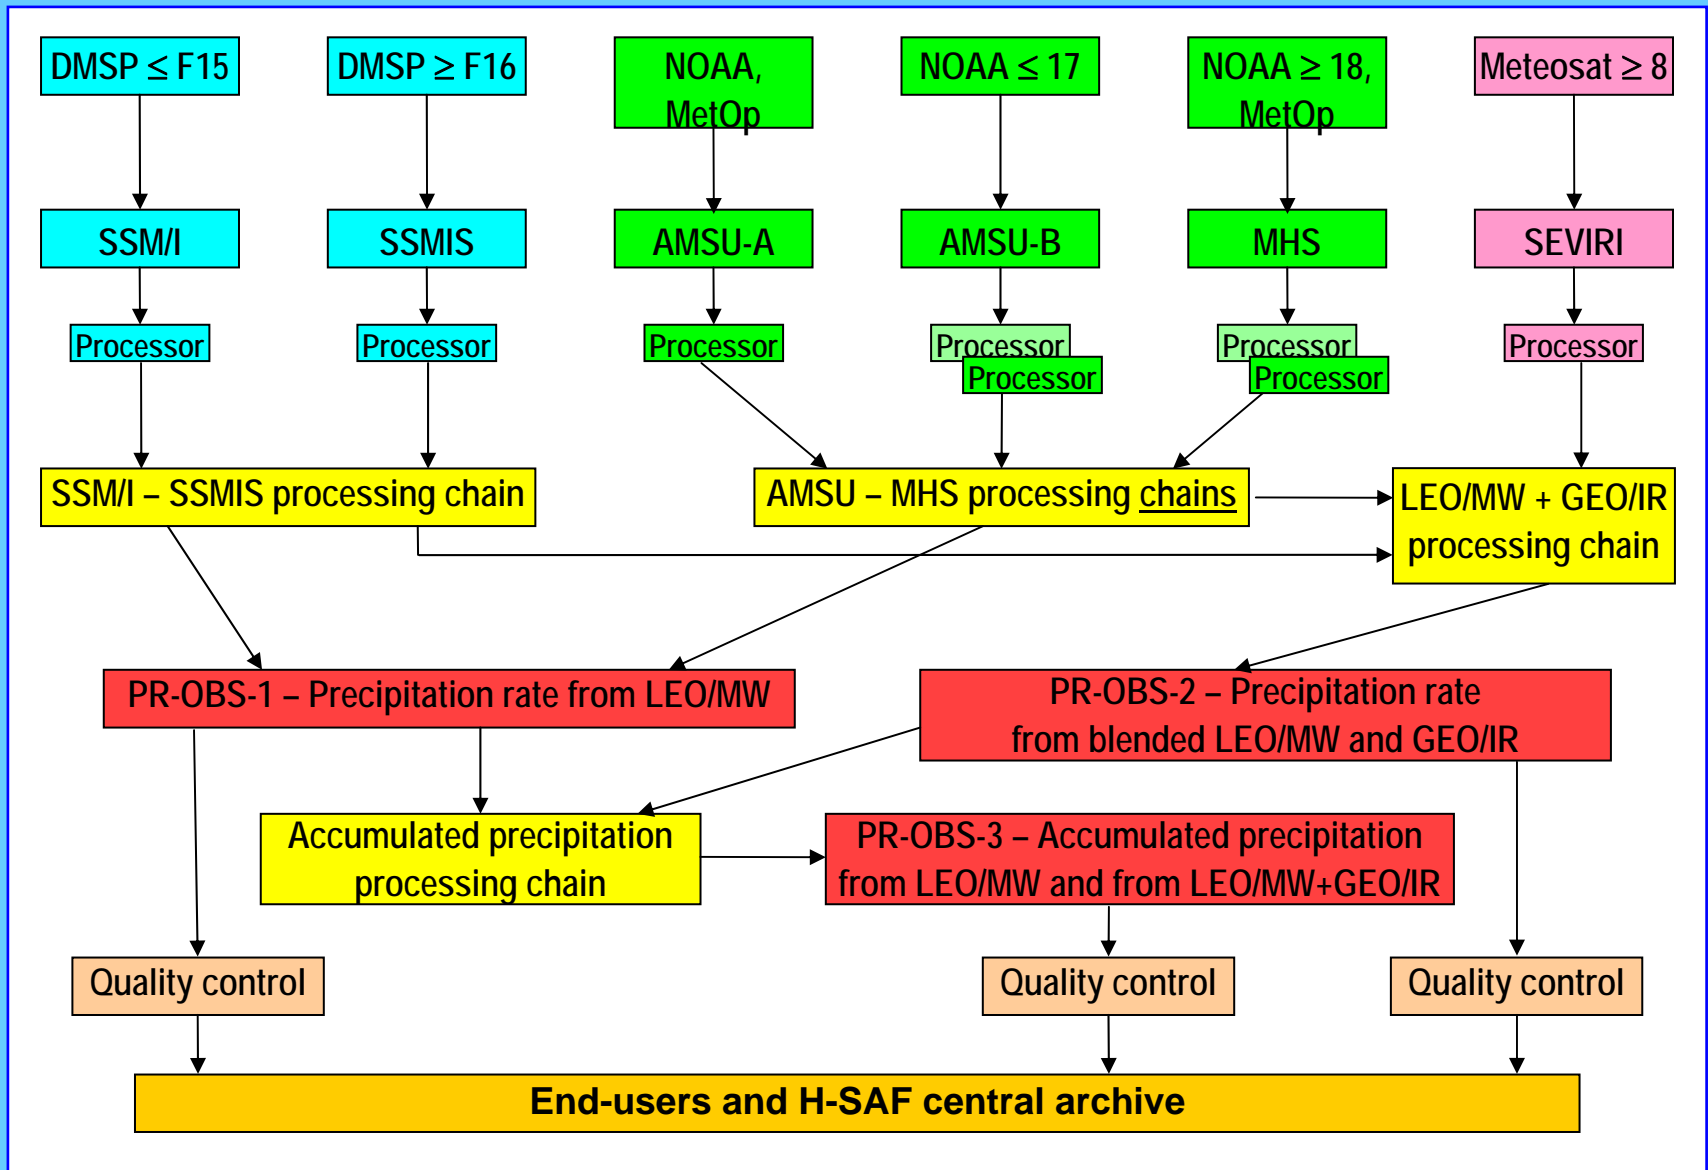 DMSP ≤ F15
DMSP ≥ F16
NOAA,
MetOp
NOAA ≤ 17
NOAA ≥ 18,
MetOp
Meteosat ≥ 8
SSM/I
SSMIS
AMSU-A
AMSU-B
MHS
SEVIRI
Processor
Processor
Processor
Processor
Processor
Processor
Processor
Processor
SSM/I – SSMIS processing chain
AMSU – MHS processing chains
LEO/MW + GEO/IR
processing chain
PR-OBS-1 – Precipitation rate from LEO/MW
PR-OBS-2 – Precipitation rate
from blended LEO/MW and GEO/IR
Accumulated precipitation
processing chain
PR-OBS-3 – Accumulated precipitation
from LEO/MW and from LEO/MW+GEO/IR
Quality control
Quality control
Quality control
End-users and H-SAF central archive